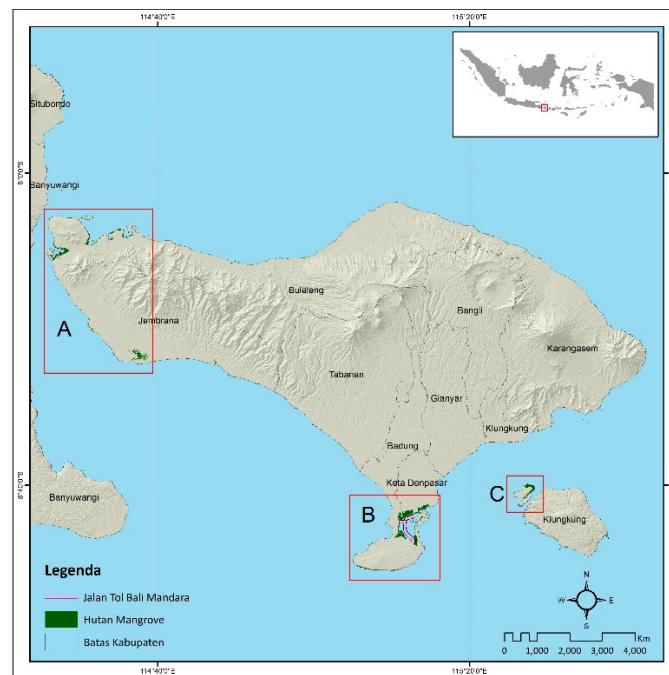 114°40'0"E
115°20'0"E
Situbondo
8°0'0"S
Banyuwangi
Buleleng
Bangli
A
Jembrana
Karangasem
Tabanan
Gianyar
Klungkung
Badung
Kota Denpasar
8°40'0"S
Banyuwangi
B
C
Klungkung
Legenda
Jalan Tol Bali Mandara
Hutan Mangrove
Batas Kabupaten
N
W
E
S
Km
0 1,000 2,000 3,000 4,000
114°40'0"E
115°20'0"E